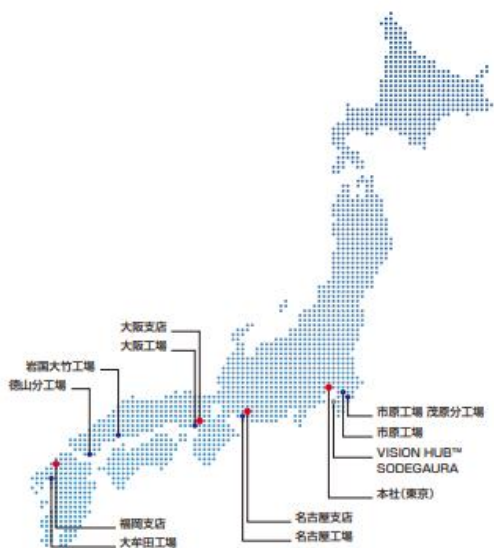 大阪支店
大阪工場
岩国大竹工場
徳山分工場
市原工場 茂原分工場
市原工場
VISION HUB™
SODEGAURA
本社(東京)
福岡支店
大牟田工場
名古屋支店
名古屋工場